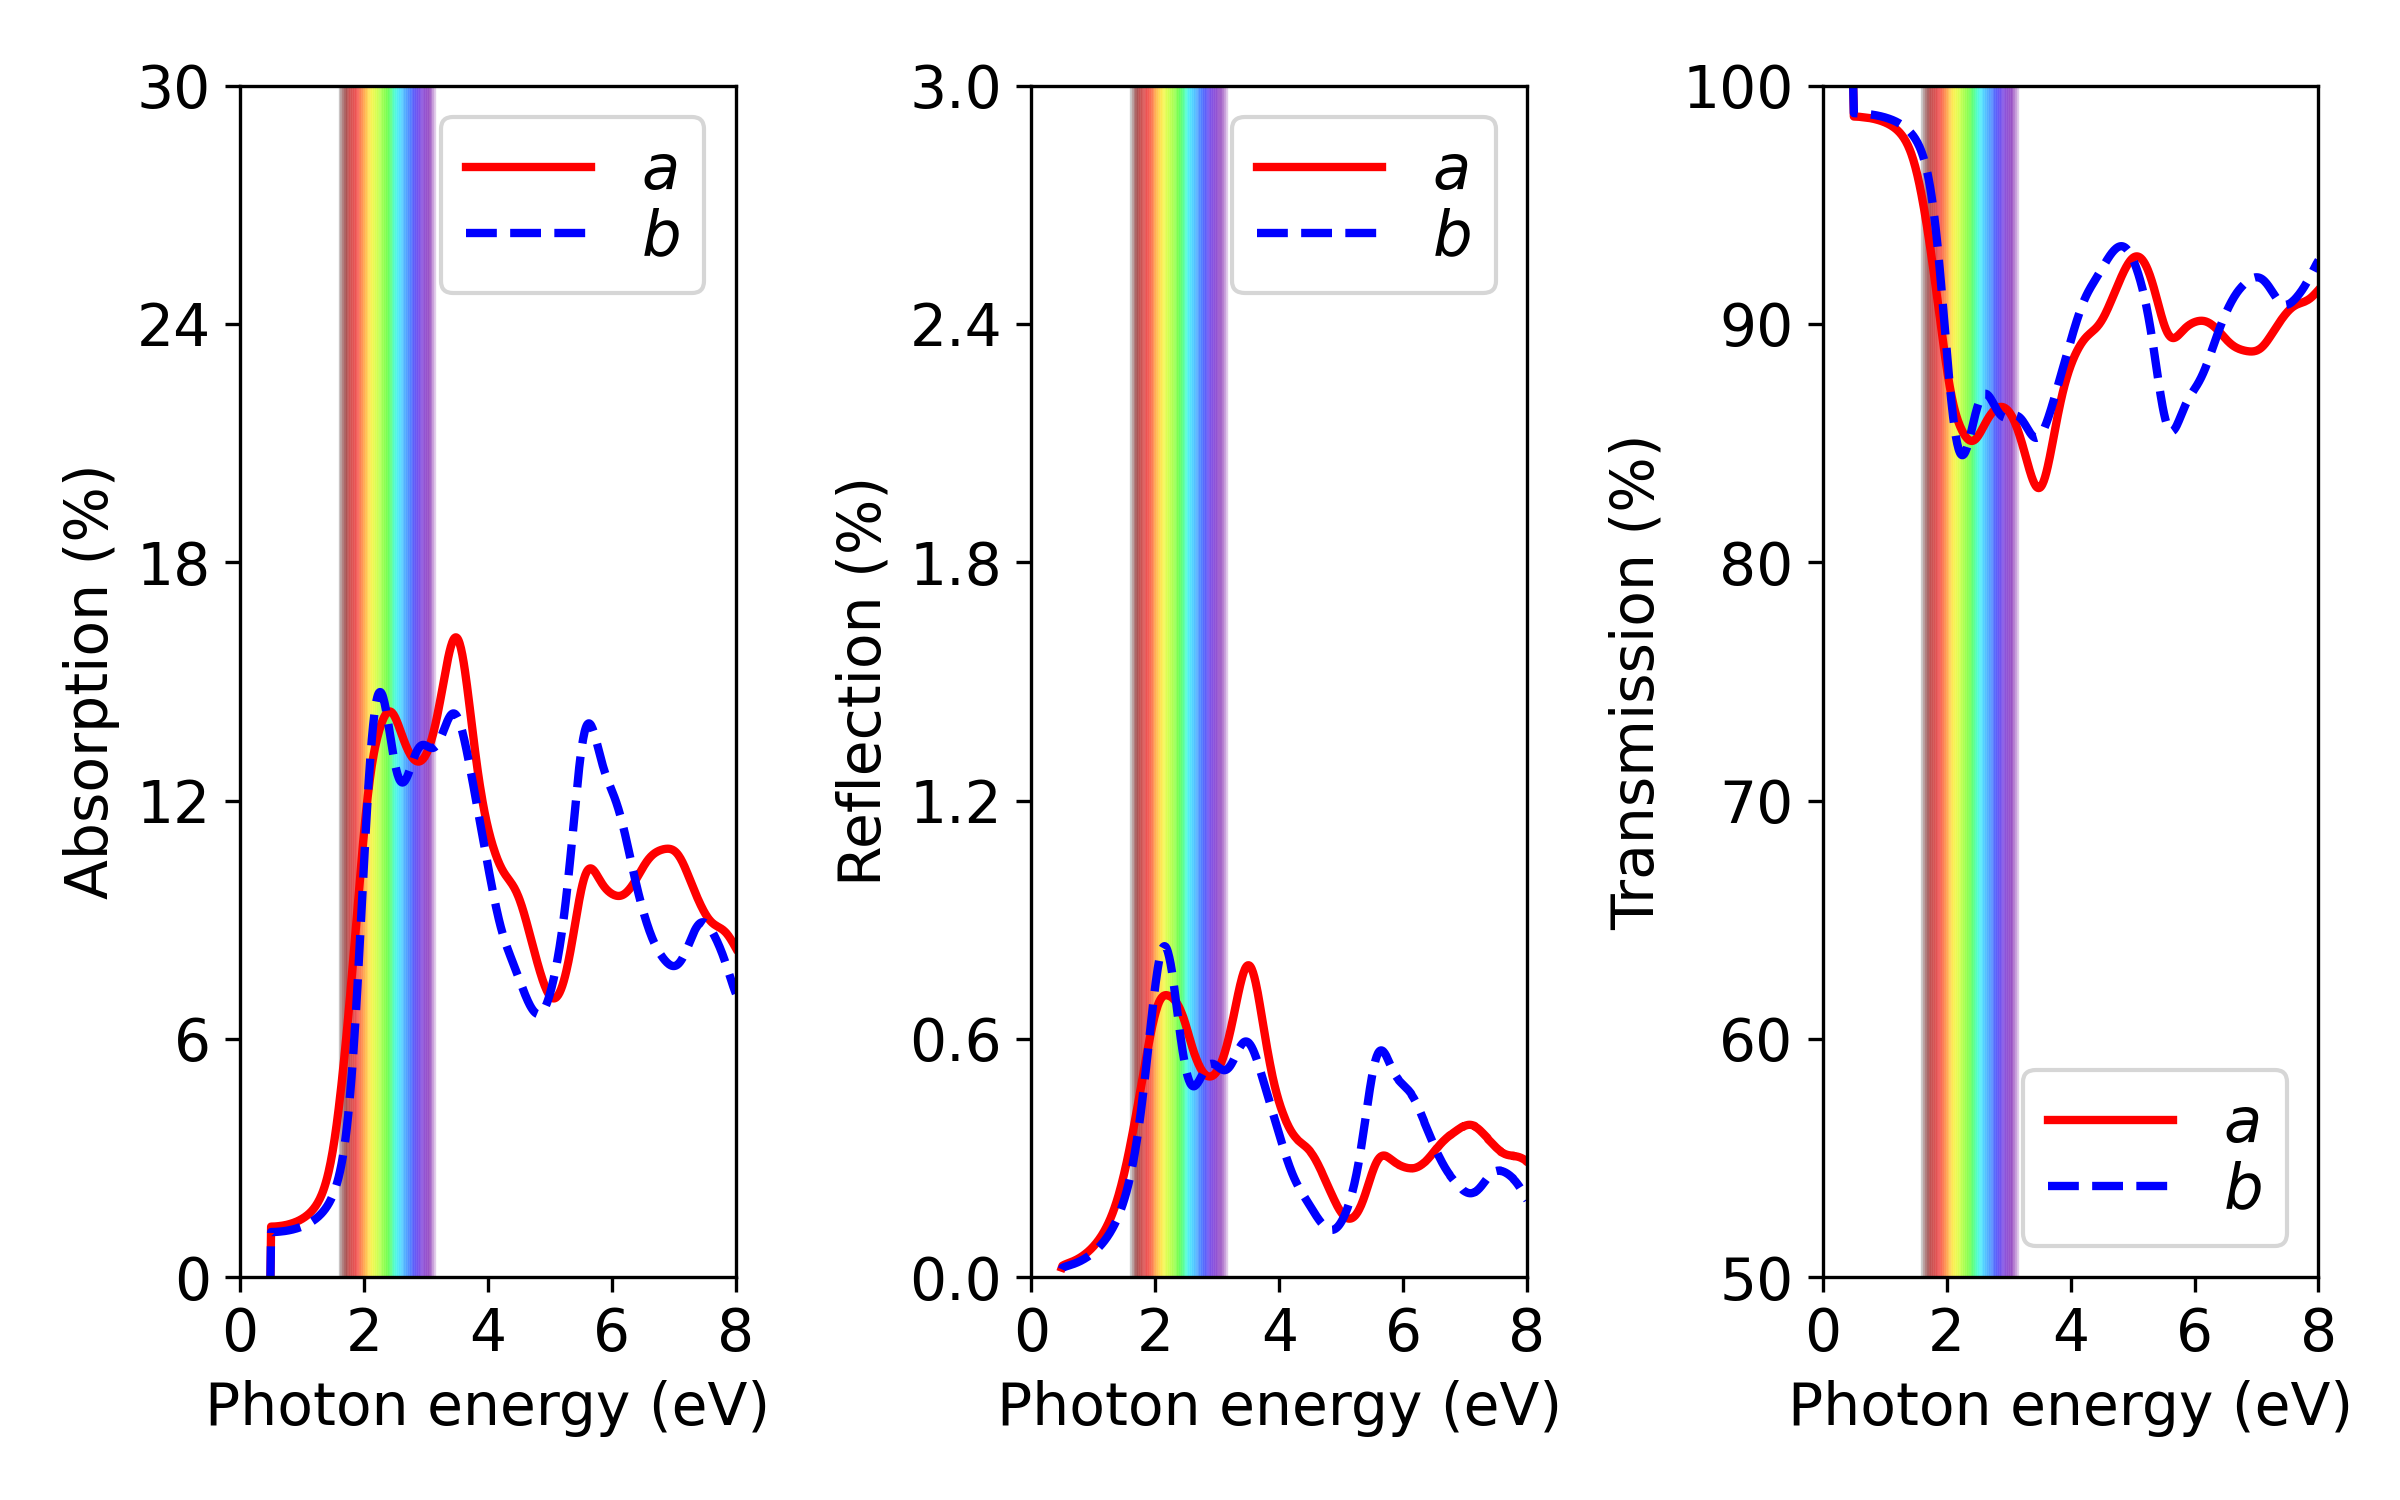 30
24
18
12
6
0
Absorption (%)
0 2 4 6 8
Photon energy (eV)
a
b
3.0
2.4
1.8
1.2
0.6
0.0
Reflection (%)
0 2 4 6 8
Photon energy (eV)
a
b
100
90
80
70
60
50
Transmission (%)
0 2 4 6 8
Photon energy (eV)
a
b